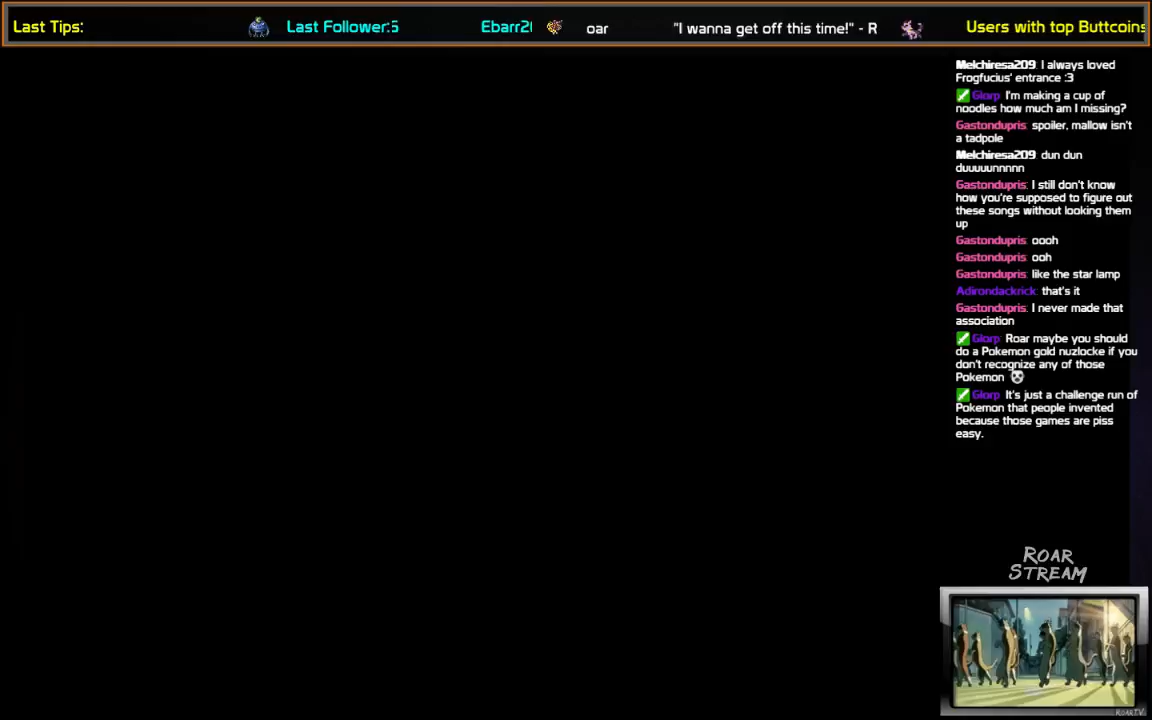 Last Tips:
Last Follower:5
Ebarr2
oar
"I wanna get off this time!" - R
Users with top Buttcoins
Melchiresa209: I always loved
Frogfucius' entrance :3
Glorp: I'm making a cup of
noodles how much am I missing?
Gastondupris: spoiler, mallow isn't
a tadpole
Melchiresa209: dun dun
duuuuunnnnn
Gastondupris: I still don't know
how you're supposed to figure out
these songs without looking them
up
Gastondupris: oooh
Gastondupris: ooh
Gastondupris: like the star lamp
Adirondackrick: that's it
Gastondupris: I never made that
association
Glorp: Roar maybe you should
do a Pokemon gold nuzlocke if you
don't recognize any of those
Pokemon
Glorp: It's just a challenge run of
Pokemon that people invented
because those games are piss
easy.
ROAR
STREAM
ROARTV